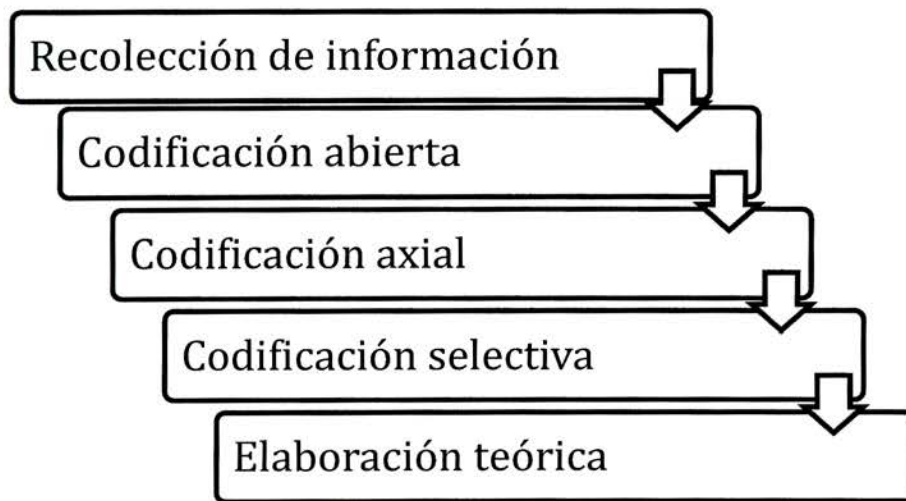 Recolección de información
Codificación abierta
Codificación axial
Codificación selectiva
Elaboración teórica